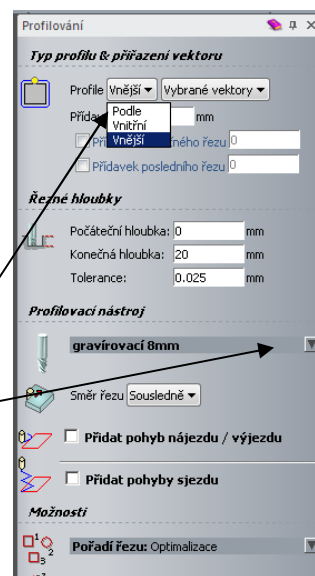 Profilování
Typ profilu & přiřazení vektoru
Profile Vnější Vybrané vektory
Podle
Vnitřní
Vnější
mm
0
Přídavek posledního řezu 0
Řezné hloubky
Počáteční hloubka: 0 mm
Konečná hloubka: 20 mm
Tolerance: 0.025 mm
Profilovací nástroj
gravírovací 8mm
Směr řezu Sousledně
Přidat pohyb nájezdu / výjezdu
Přidat pohyby sjezdu
Možnosti
Pořadí řezu: Optimalizace